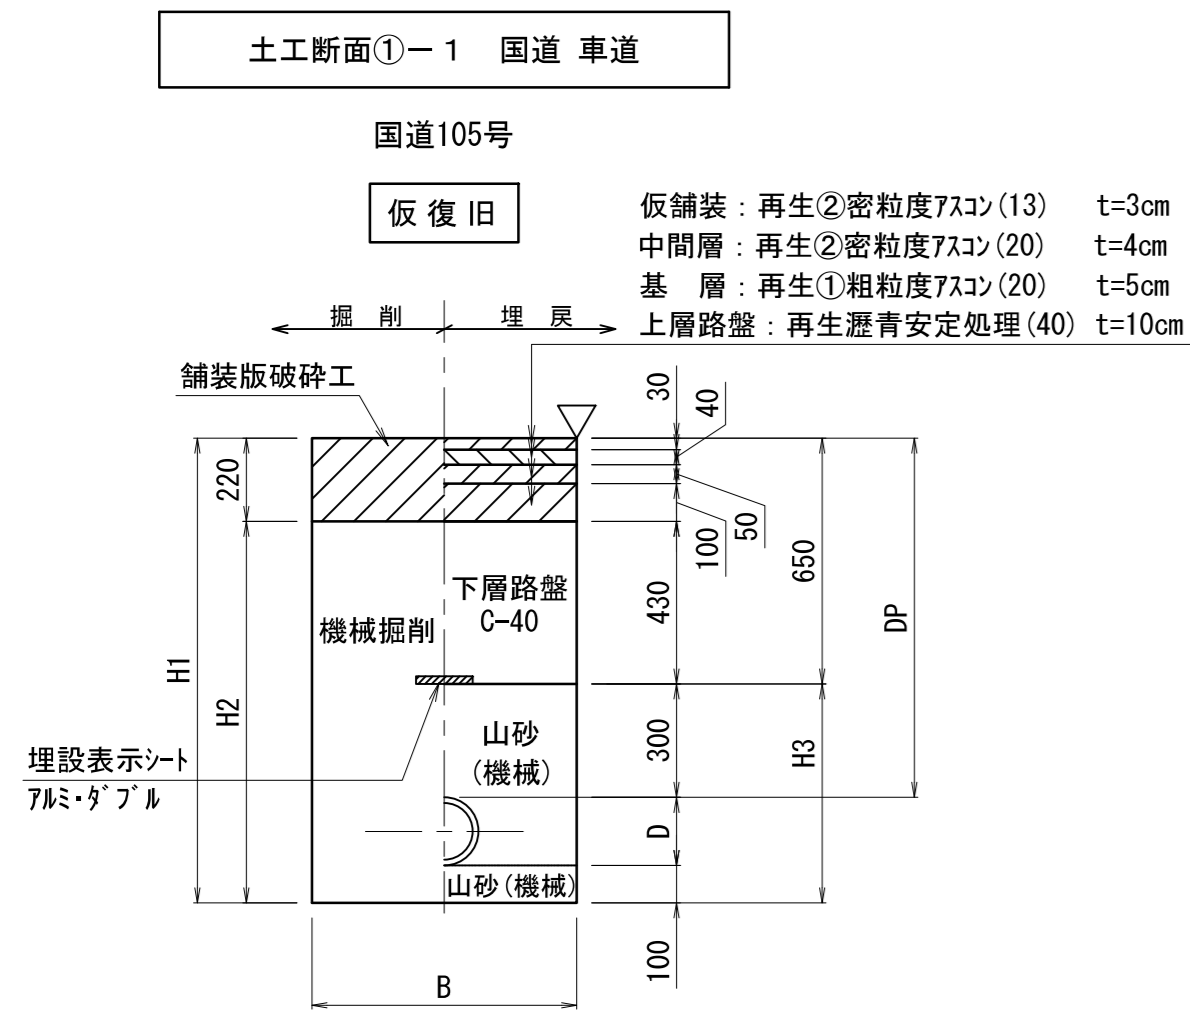 土工断面①－１　国道 車道
国道105号
仮復旧
仮舗装：再生②密粒度ｱｽｺﾝ(13)　t=3cm
中間層：再生②密粒度ｱｽｺﾝ(20)　t=4cm
基　層：再生①粗粒度ｱｽｺﾝ(20)　t=5cm
上層路盤：再生瀝青安定処理(40) t=10cm
掘 削
埋 戻
舗装版破砕工
30
40
220
50
100
650
430
DP
下層路盤
C-40
機械掘削
H1
H2
山砂
(機械)
300
H3
埋設表示ｼｰﾄ
ｱﾙﾐ･ﾀﾞﾌﾞﾙ
D
山砂(機械)
100
B